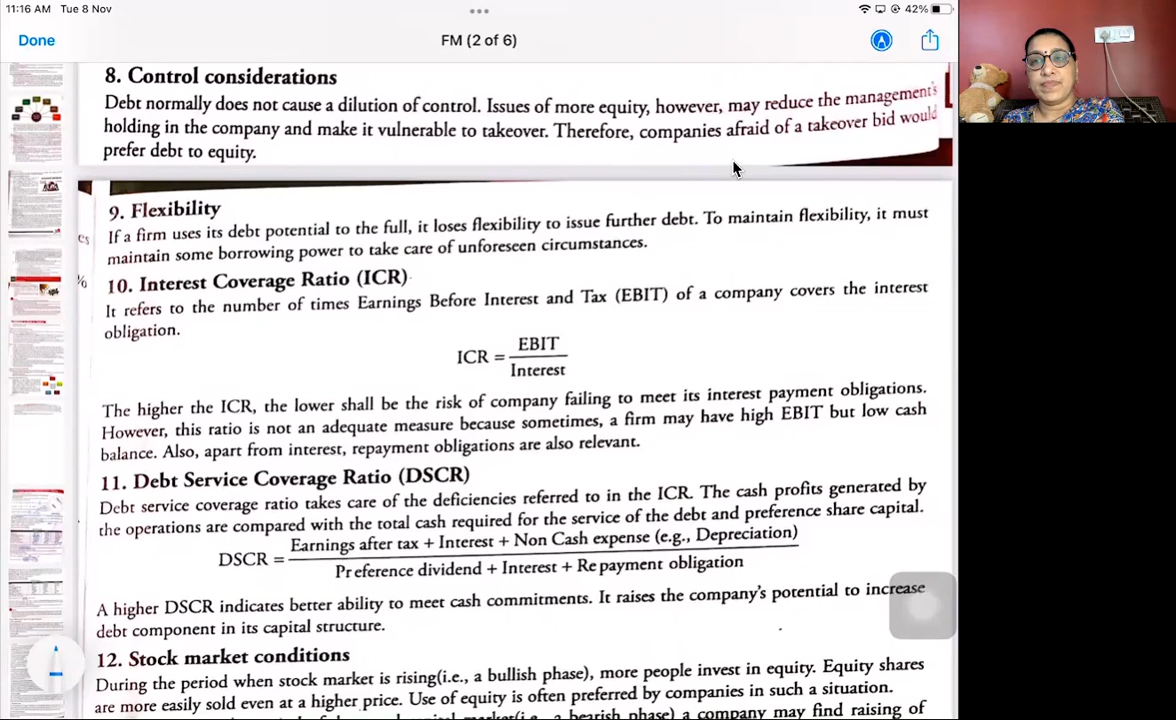 11:16 AM Tue 8 Nov
42%
Done
FM (2 of 6)
8. Control considerations
Debt normally does not cause a dilution of control. Issues of more equity, however, may reduce the management's
holding in the company and make it vulnerable to takeover. Therefore, companies afraid of a takeover bid would
prefer debt to equity.
9. Flexibility
es If a firm uses its debt potential to the full, it loses flexibility to issue further debt. To maintain flexibility, it must
maintain some borrowing power to take care of unforeseen circumstances.
% 10. Interest Coverage Ratio (ICR)
It refers to the number of times Earnings Before Interest and Tax (EBIT) of a company covers the interest
obligation.
ICR = EBIT / Interest
The higher the ICR, the lower shall be the risk of company failing to meet its interest payment obligations.
However, this ratio is not an adequate measure because sometimes, a firm may have high EBIT but low cash
balance. Also, apart from interest, repayment obligations are also relevant.
11. Debt Service Coverage Ratio (DSCR)
Debt service coverage ratio takes care of the deficiencies referred to in the ICR. The cash profits generated by
the operations are compared with the total cash required for the service of the debt and preference share capital.
DSCR = Earnings after tax + Interest + Non Cash expense (e.g., Depreciation) / Preference dividend + Interest + Repayment obligation
A higher DSCR indicates better ability to meet cash commitments. It raises the company's potential to increase
debt component in its capital structure.
12. Stock market conditions
During the period when stock market is rising(i.e., a bullish phase), more people invest in equity. Equity shares
are more easily sold even at a higher price. Use of equity is often preferred by companies in such a situation.
market(i.e., a bearish phase) a company may find raising of